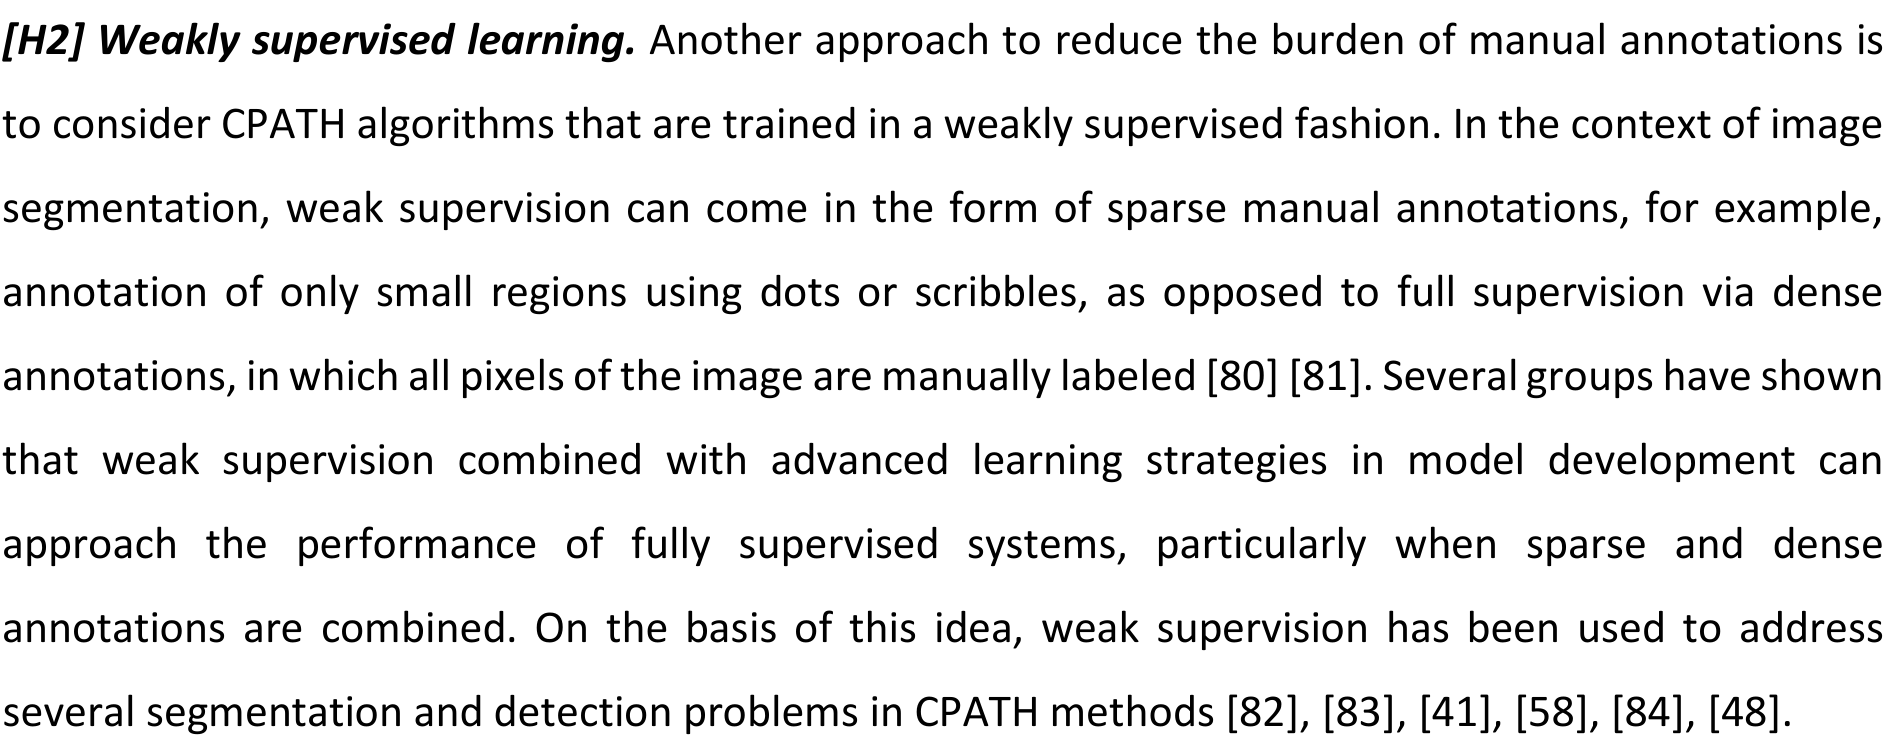 [H2] Weakly supervised learning. Another approach to reduce the burden of manual annotations is
to consider CPATH algorithms that are trained in a weakly supervised fashion. In the context of image
segmentation, weak supervision can come in the form of sparse manual annotations, for example,
annotation of only small regions using dots or scribbles, as opposed to full supervision via dense
annotations, in which all pixels of the image are manually labeled [80] [81]. Several groups have shown
that weak supervision combined with advanced learning strategies in model development can
approach the performance of fully supervised systems, particularly when sparse and dense
annotations are combined. On the basis of this idea, weak supervision has been used to address
several segmentation and detection problems in CPATH methods [82], [83], [41], [58], [84], [48].